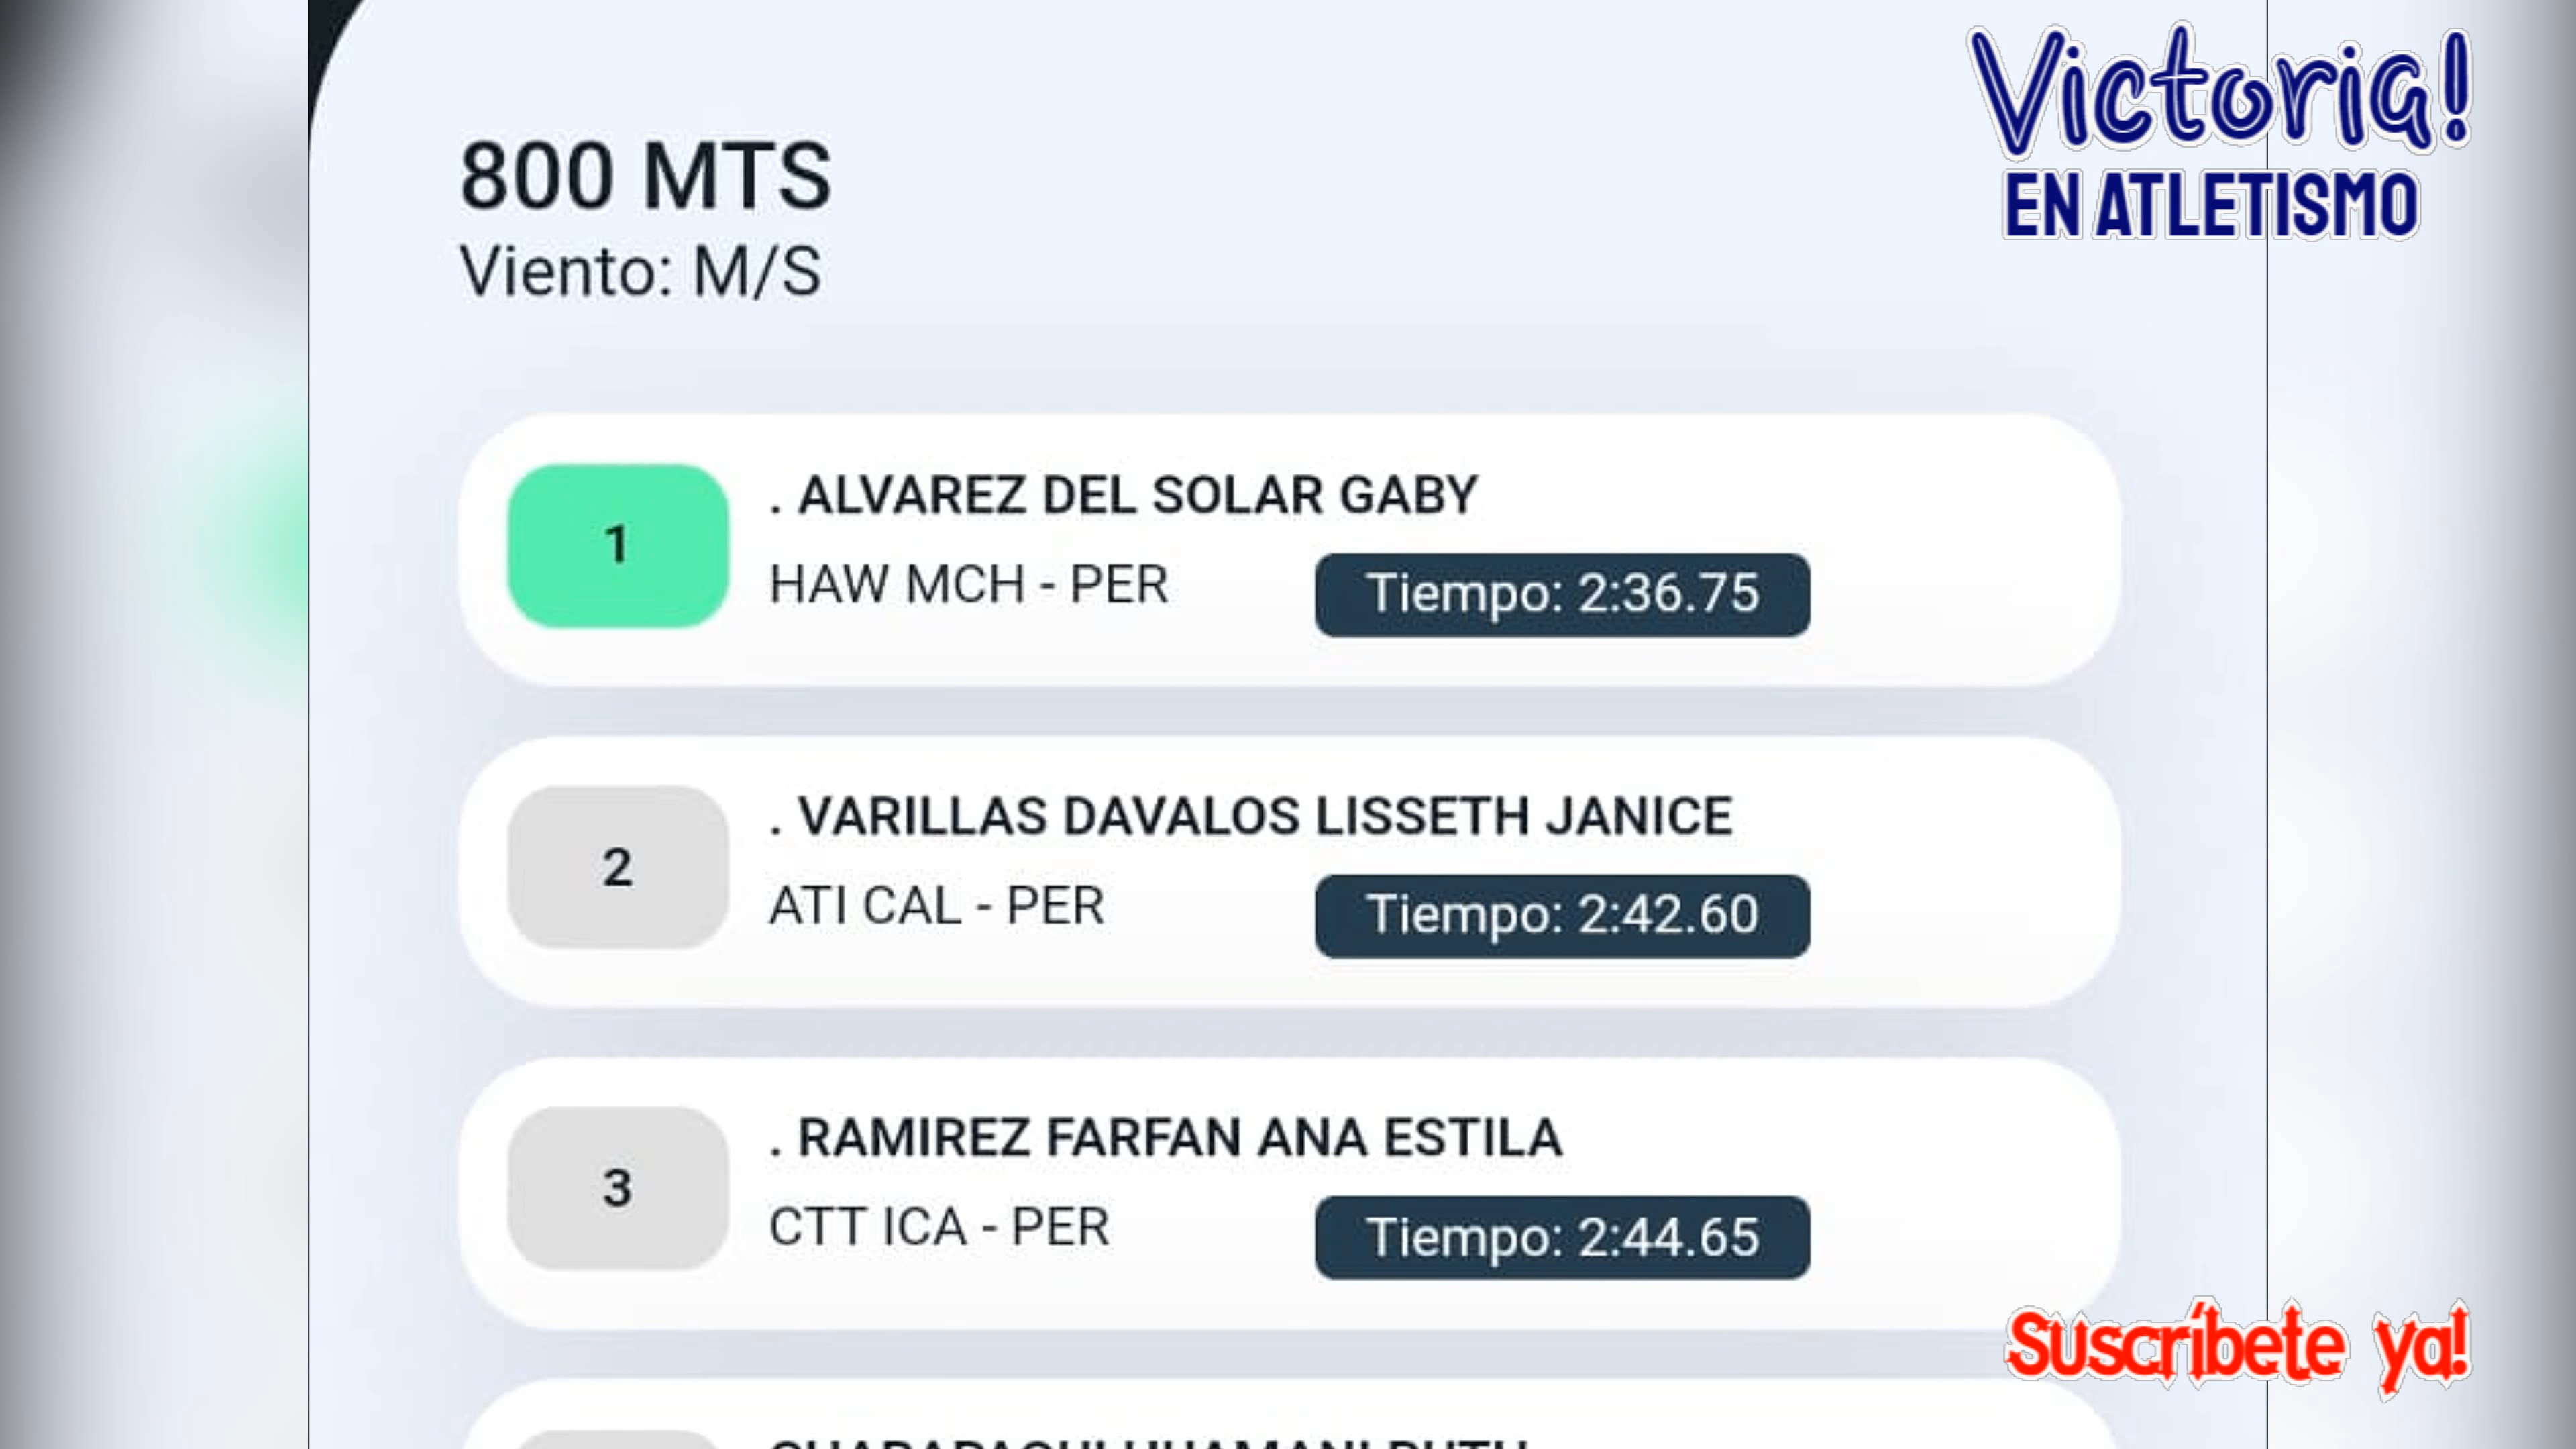 Victoria!
EN ATLETISMO
800 MTS
Viento: M/S
1
. ALVAREZ DEL SOLAR GABY
HAW MCH - PER
Tiempo: 2:36.75
2
. VARILLAS DAVALOS LISSETH JANICE
ATI CAL - PER
Tiempo: 2:42.60
3
. RAMIREZ FARFAN ANA ESTILA
CTT ICA - PER
Tiempo: 2:44.65
Suscríbete ya!